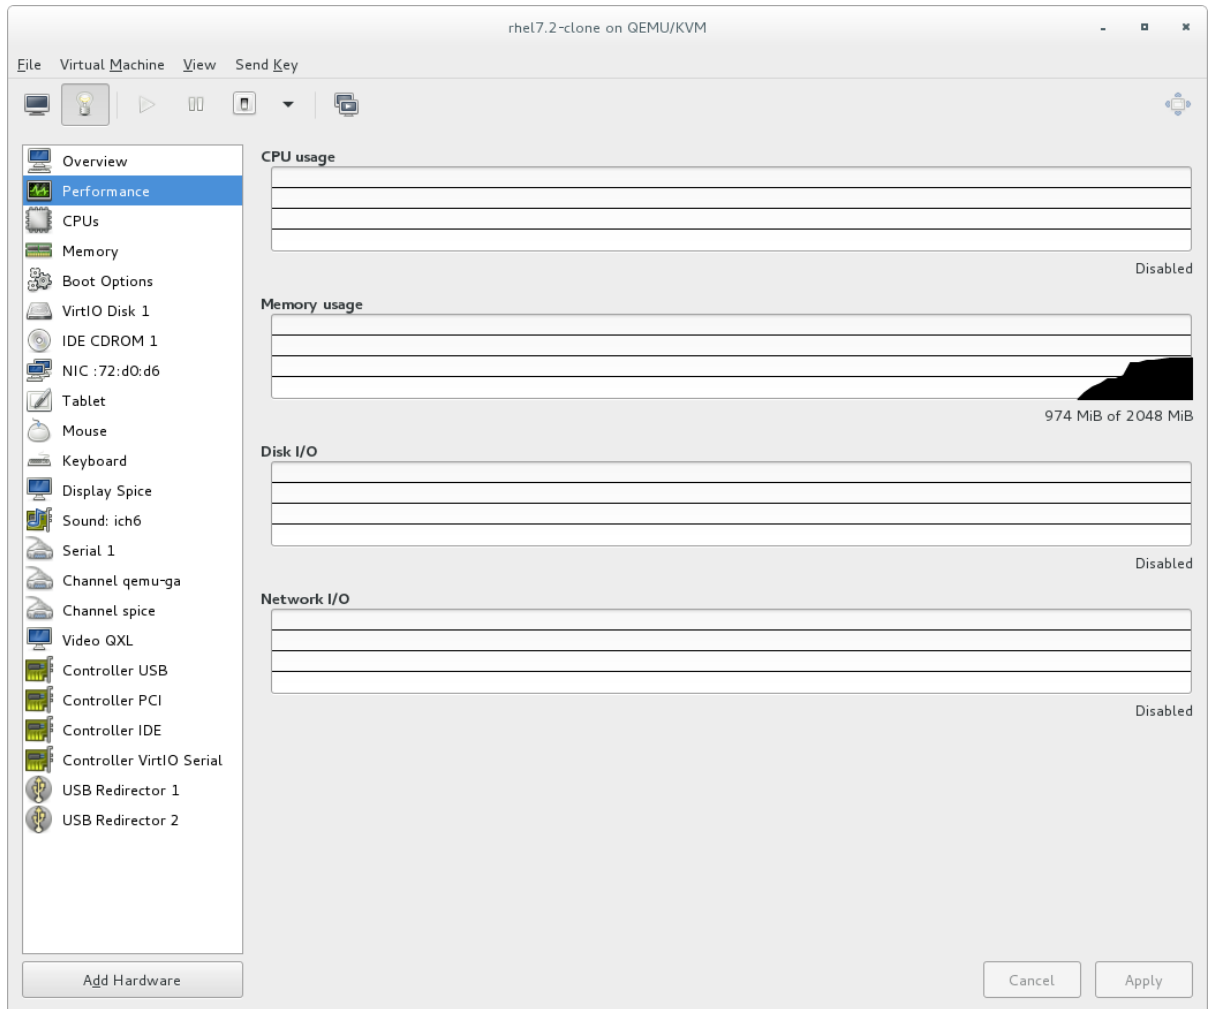 rhel7.2-clone on QEMU/KVM
File Virtual Machine View Send Key
Overview
Performance
CPUs
Memory
Boot Options
VirtIO Disk 1
IDE CDROM 1
NIC :72:d0:d6
Tablet
Mouse
Keyboard
Display Spice
Sound: ich6
Serial 1
Channel qemu-ga
Channel spice
Video QXL
Controller USB
Controller PCI
Controller IDE
Controller VirtIO Serial
USB Redirector 1
USB Redirector 2
Add Hardware
CPU usage
Disabled
Memory usage
974 MiB of 2048 MiB
Disk I/O
Disabled
Network I/O
Disabled
Cancel Apply